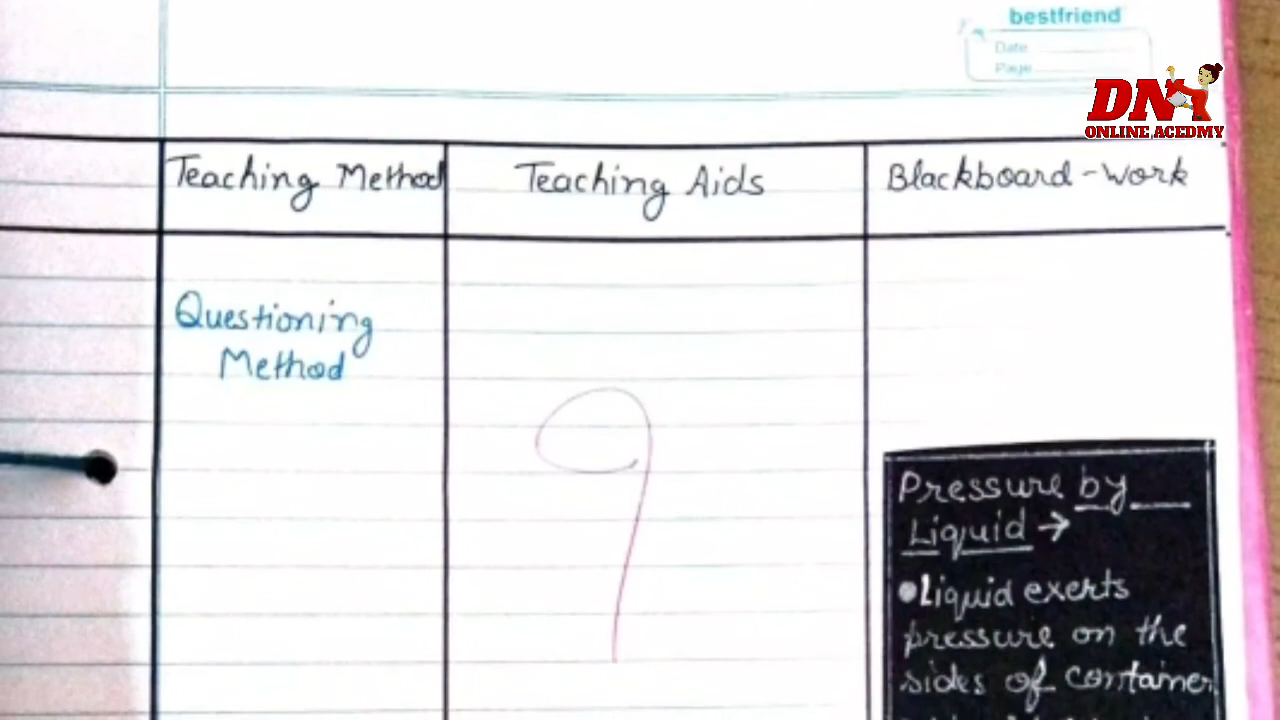 bestfriend
Date
Page
DN
ONLINE ACEDMY
Teaching Method
Teaching Aids
Blackboard-work
Questioning
Method
9
Pressure by
Liquid →
•Liquid exerts
pressure on the
sides of container